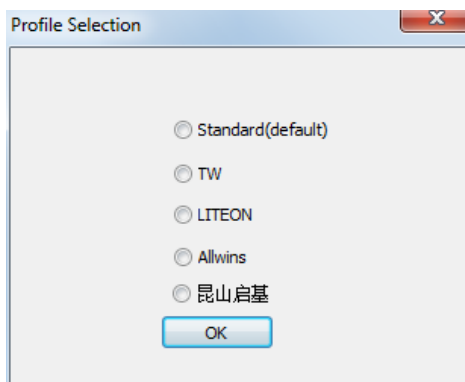 Profile Selection
Standard(default)
TW
LITEON
Allwins
昆山启基
OK